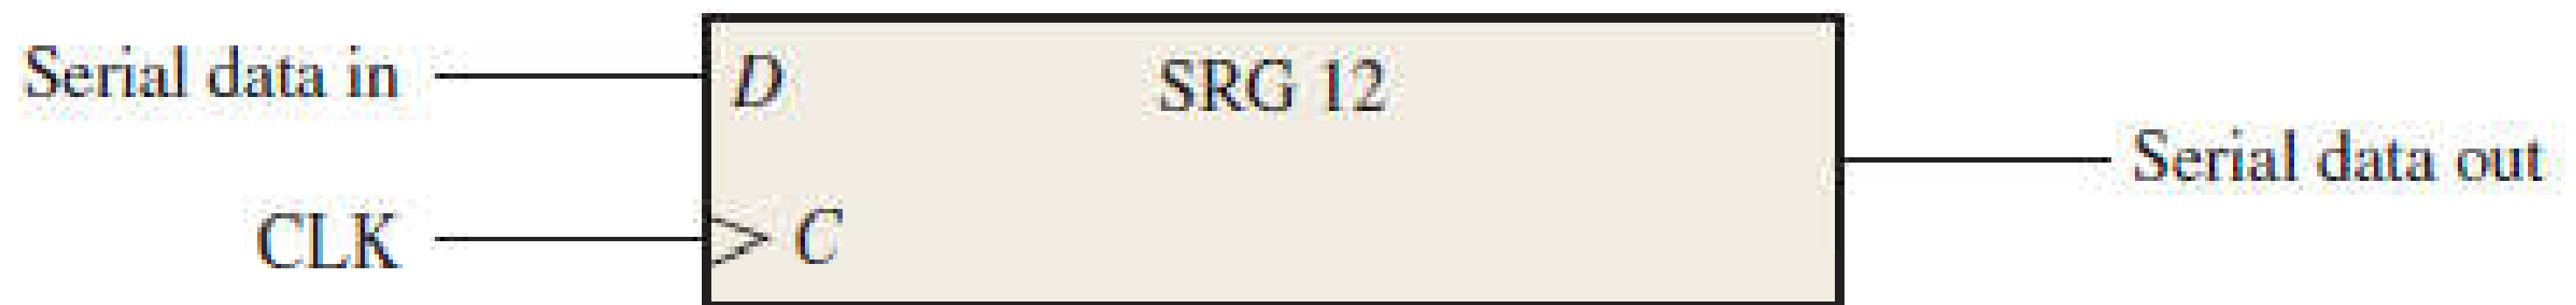 Serial data in
D
SRG 12
Serial data out
CLK
C